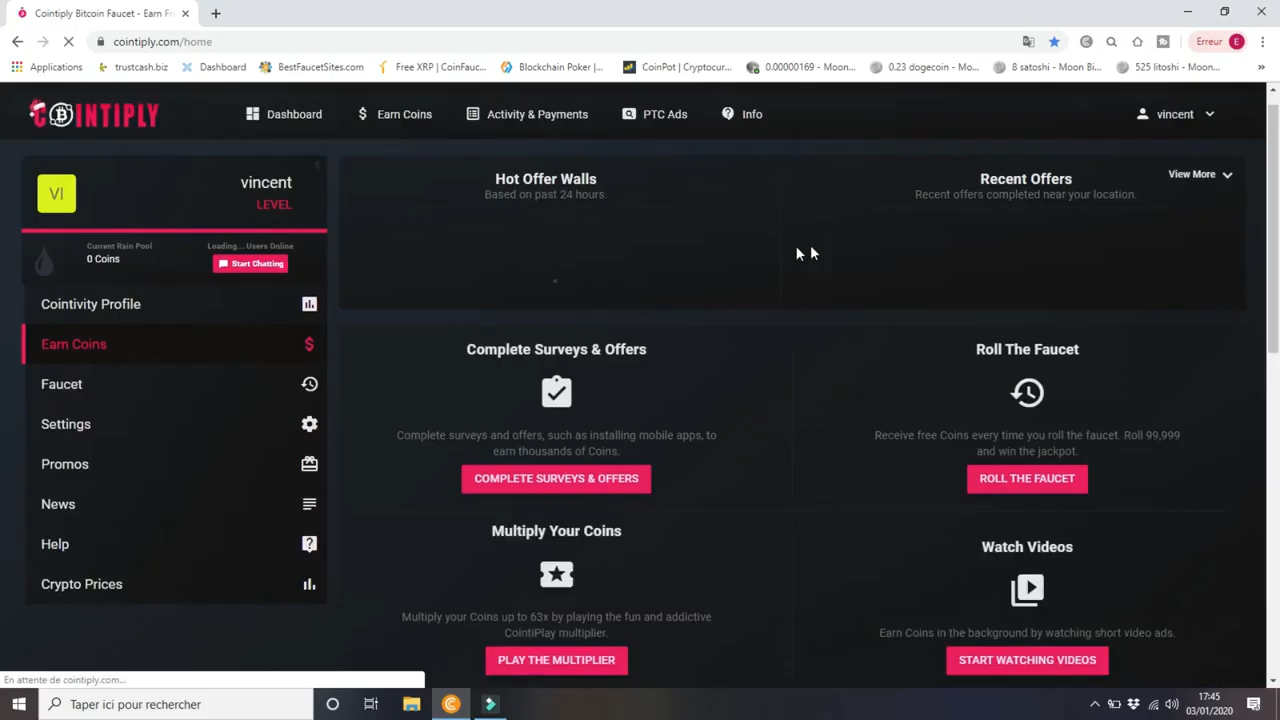 Cointiply Bitcoin Faucet - Earn Fr
cointiply.com/home
Erreur E
Applications
trustcash.biz
Dashboard
BestFaucetSites.com
Free XRP | CoinFauc...
Blockchain Poker |...
CoinPot | Cryptocur...
0.00000169 - Moon...
0.23 dogecoin - Mo...
8 satoshi - Moon Bi...
525 litoshi - Moon...
COINTIPLY
Dashboard
Earn Coins
Activity & Payments
PTC Ads
Info
vincent
VI
vincent
LEVEL
Current Rain Pool
0 Coins
Loading... Users Online
Start Chatting
Cointivity Profile
Earn Coins
Faucet
Settings
Promos
News
Help
Crypto Prices
Hot Offer Walls
Based on past 24 hours.
Recent Offers
Recent offers completed near your location.
View More
Complete Surveys & Offers
Complete surveys and offers, such as installing mobile apps, to
earn thousands of Coins.
COMPLETE SURVEYS & OFFERS
Roll The Faucet
Receive free Coins every time you roll the faucet. Roll 99,999
and win the jackpot.
ROLL THE FAUCET
Multiply Your Coins
Multiply your Coins up to 63x by playing the fun and addictive
CointiPlay multiplier.
PLAY THE MULTIPLIER
Watch Videos
Earn Coins in the background by watching short video ads.
START WATCHING VIDEOS
En attente de cointiply.com...
Taper ici pour rechercher
17:45
03/01/2020